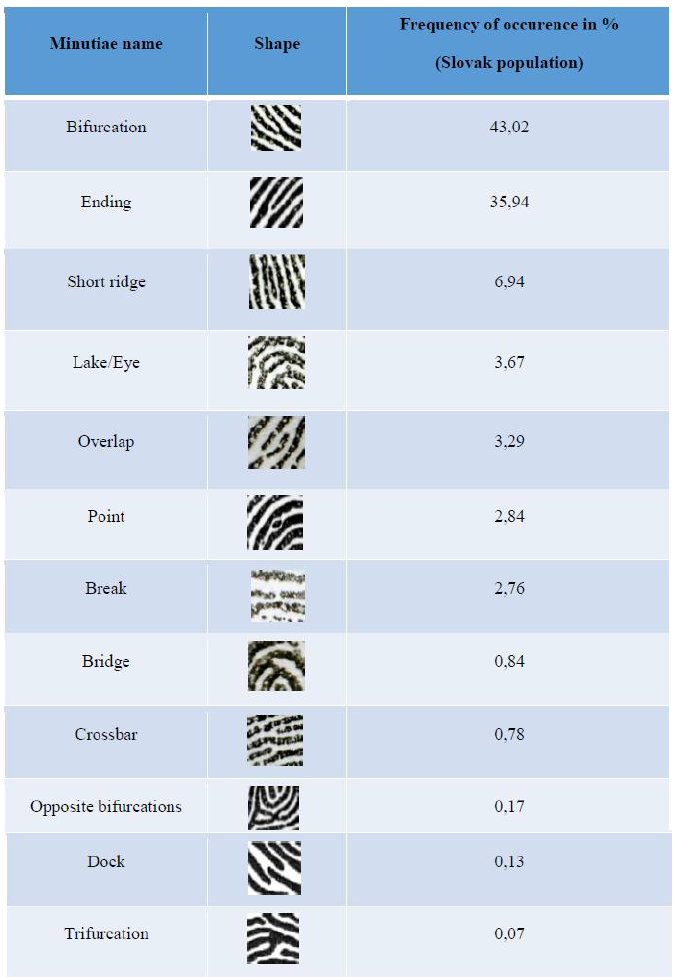 Minutiae name Shape Frequency of occurence in %
(Slovak population)
Bifurcation 43,02
Ending 35,94
Short ridge 6,94
Lake/Eye 3,67
Overlap 3,29
Point 2,84
Break 2,76
Bridge 0,84
Crossbar 0,78
Opposite bifurcations 0,17
Dock 0,13
Trifurcation 0,07